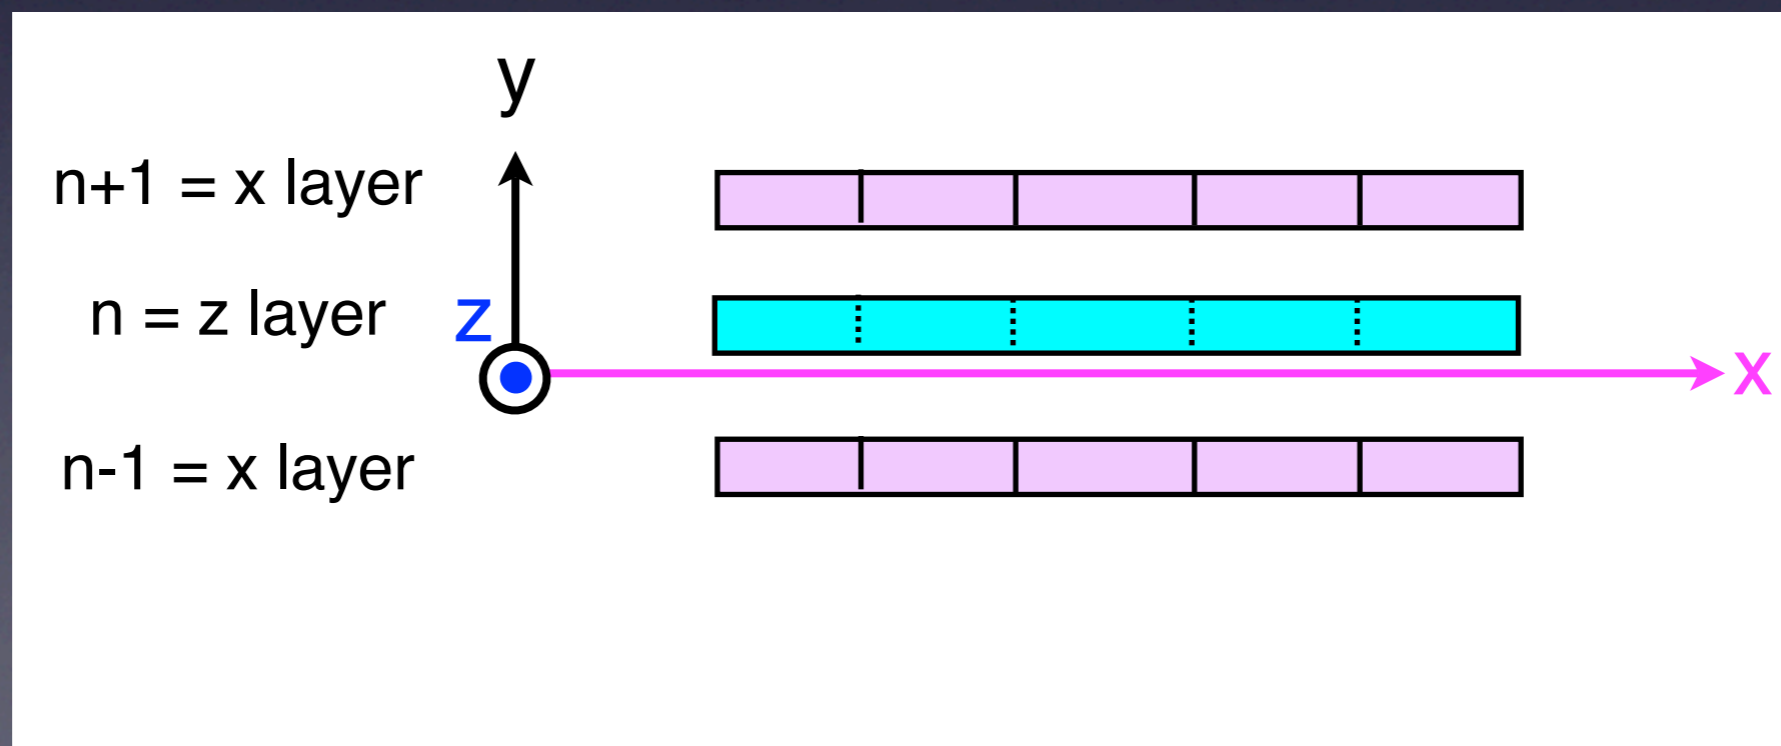 y
n+1 = x layer
n = z layer
z
x
n-1 = x layer